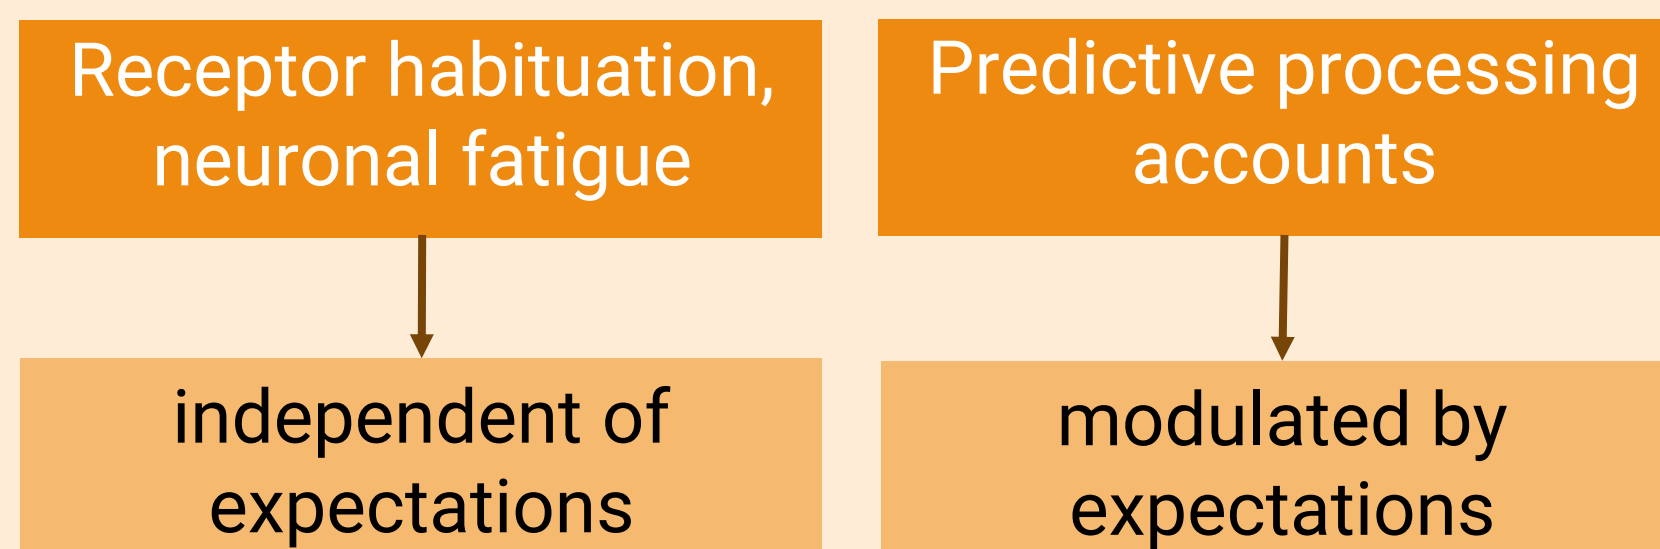 Receptor habituation,
neuronal fatigue
independent of
expectations
Predictive processing
accounts
modulated by
expectations